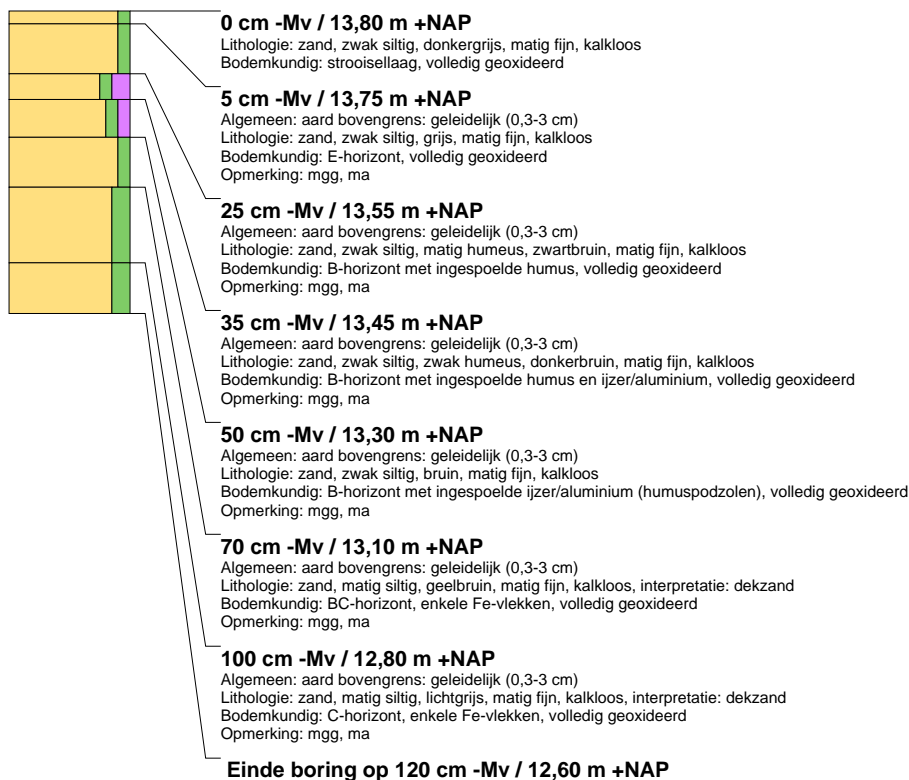 0 cm -Mv / 13,80 m +NAP
Lithologie: zand, zwak siltig, donkergrijs, matig fijn, kalkloos
Bodemkundig: strooisellaag, volledig geoxideerd
5 cm -Mv / 13,75 m +NAP
Algemeen: aard bovengrens: geleidelijk (0,3-3 cm)
Lithologie: zand, zwak siltig, grijs, matig fijn, kalkloos
Bodemkundig: E-horizont, volledig geoxideerd
Opmerking: mgg, ma
25 cm -Mv / 13,55 m +NAP
Algemeen: aard bovengrens: geleidelijk (0,3-3 cm)
Lithologie: zand, zwak siltig, matig humeus, zwartbruin, matig fijn, kalkloos
Bodemkundig: B-horizont met ingespoelde humus, volledig geoxideerd
Opmerking: mgg, ma
35 cm -Mv / 13,45 m +NAP
Algemeen: aard bovengrens: geleidelijk (0,3-3 cm)
Lithologie: zand, zwak siltig, zwak humeus, donkerbruin, matig fijn, kalkloos
Bodemkundig: B-horizont met ingespoelde humus en ijzer/aluminium, volledig geoxideerd
Opmerking: mgg, ma
50 cm -Mv / 13,30 m +NAP
Algemeen: aard bovengrens: geleidelijk (0,3-3 cm)
Lithologie: zand, zwak siltig, bruin, matig fijn, kalkloos
Bodemkundig: B-horizont met ingespoelde ijzer/aluminium (humuspodzolen), volledig geoxideerd
Opmerking: mgg, ma
70 cm -Mv / 13,10 m +NAP
Algemeen: aard bovengrens: geleidelijk (0,3-3 cm)
Lithologie: zand, matig siltig, geelbruin, matig fijn, kalkloos, interpretatie: dekzand
Bodemkundig: BC-horizont, enkele Fe-vlekken, volledig geoxideerd
Opmerking: mgg, ma
100 cm -Mv / 12,80 m +NAP
Algemeen: aard bovengrens: geleidelijk (0,3-3 cm)
Lithologie: zand, matig siltig, lichtgrijs, matig fijn, kalkloos, interpretatie: dekzand
Bodemkundig: C-horizont, enkele Fe-vlekken, volledig geoxideerd
Opmerking: mgg, ma
Einde boring op 120 cm -Mv / 12,60 m +NAP